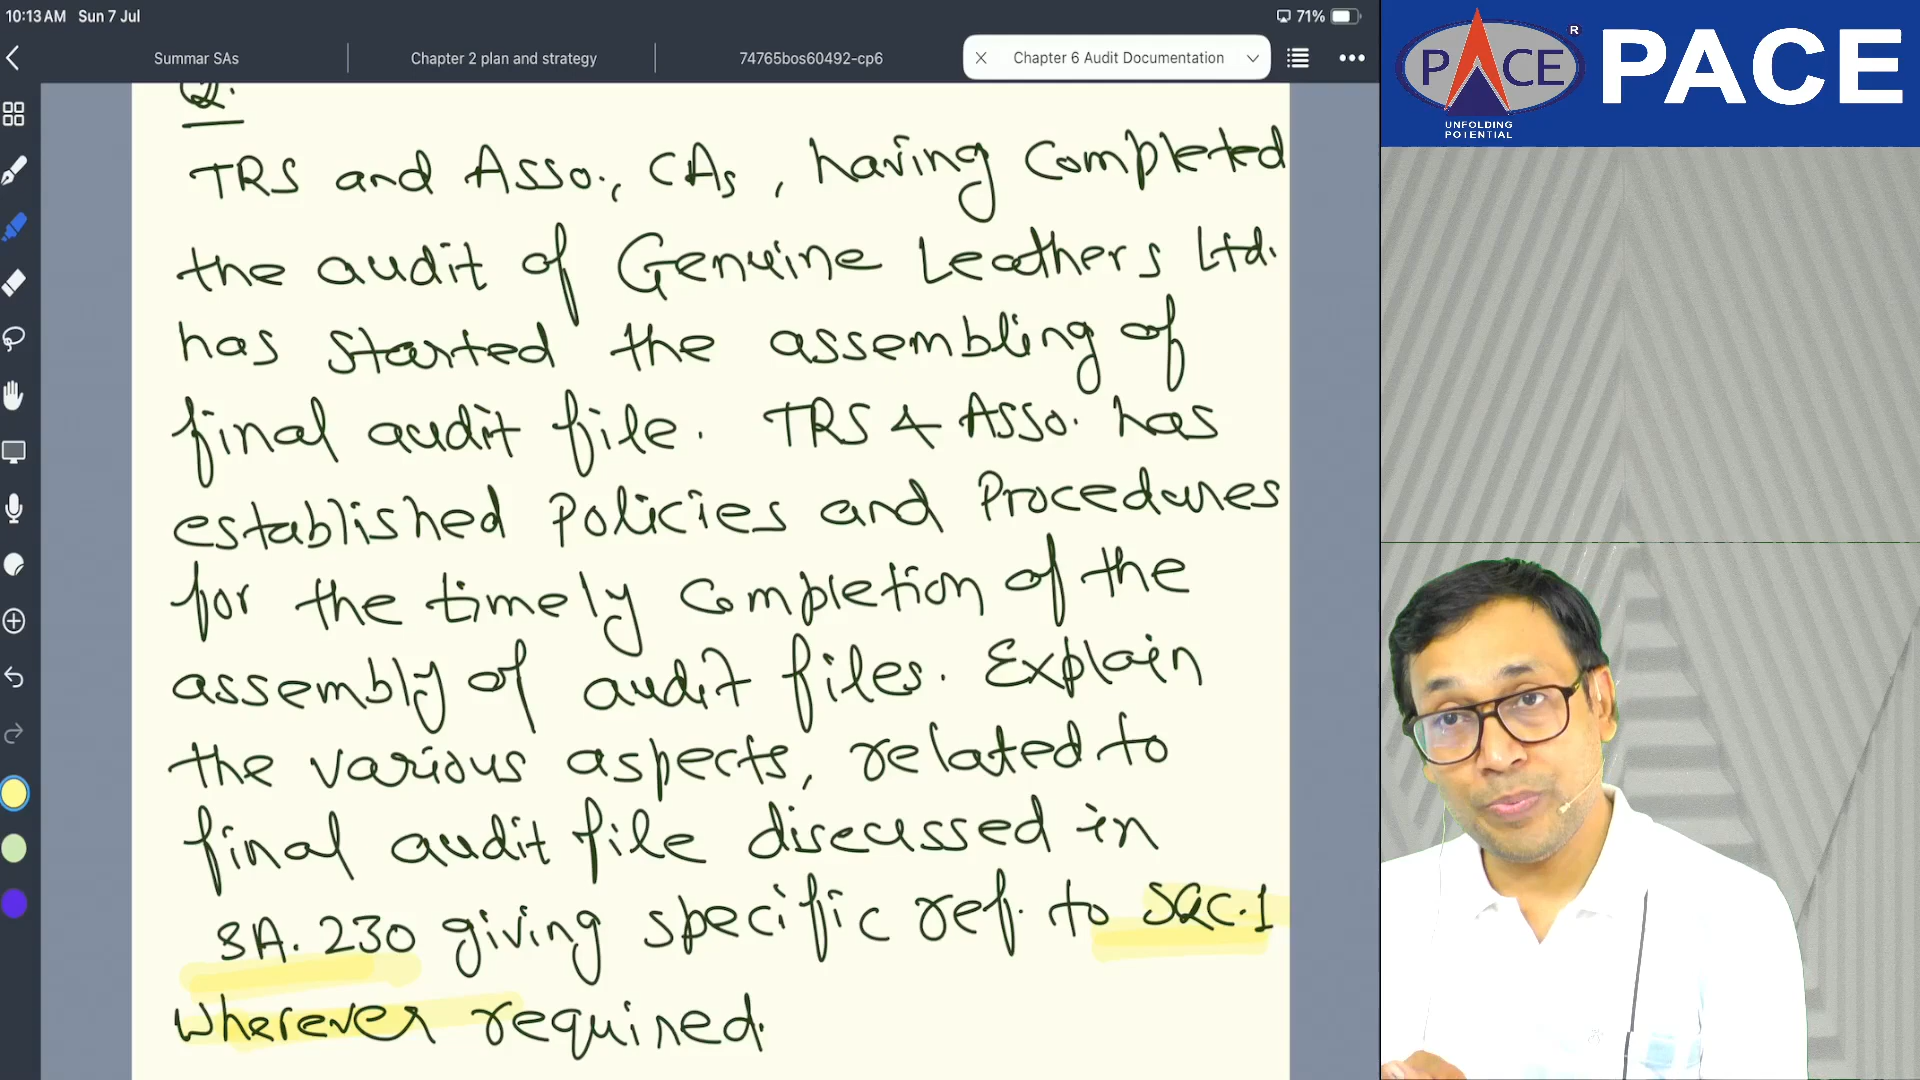 10:13 AM Sun 7 Jul
71%
Summar SAs
Chapter 2 plan and strategy
74765bos60492-cp6
Chapter 6 Audit Documentation
PACE
UNFOLDING
POTENTIAL
PACE
Q.
TRS and Asso., CAs, having completed
the audit of Genuine Leathers Ltd.
has started the assembling of
final audit file. TRS & Asso. has
established Policies and Procedures
for the timely completion of the
assembly of audit files. Explain
the various aspects, related to
final audit file discussed in
SA. 230 giving specific ref. to SQC.1
wherever required.